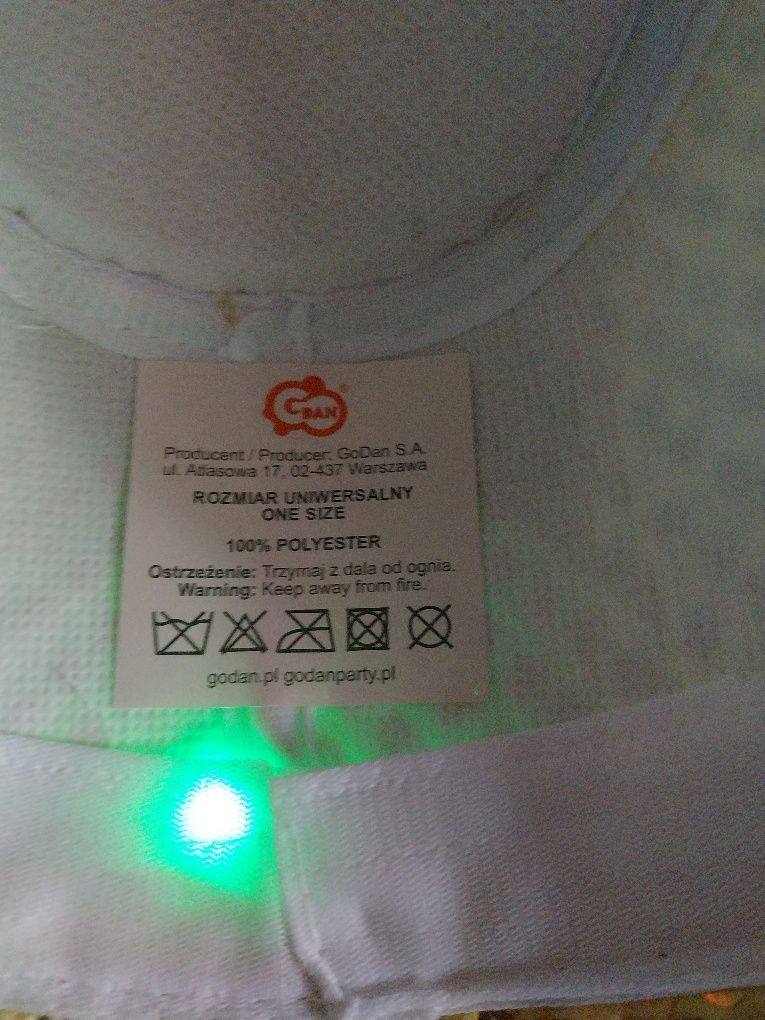 GODAN®
Producent / Producer: GoDan S.A.
ul. Atlasowa 17, 02-437 Warszawa
ROZMIAR UNIWERSALNY
ONE SIZE
100% POLYESTER
Ostrzeżenie: Trzymaj z dala od ognia.
Warning: Keep away from fire.
godan.pl godanparty.pl